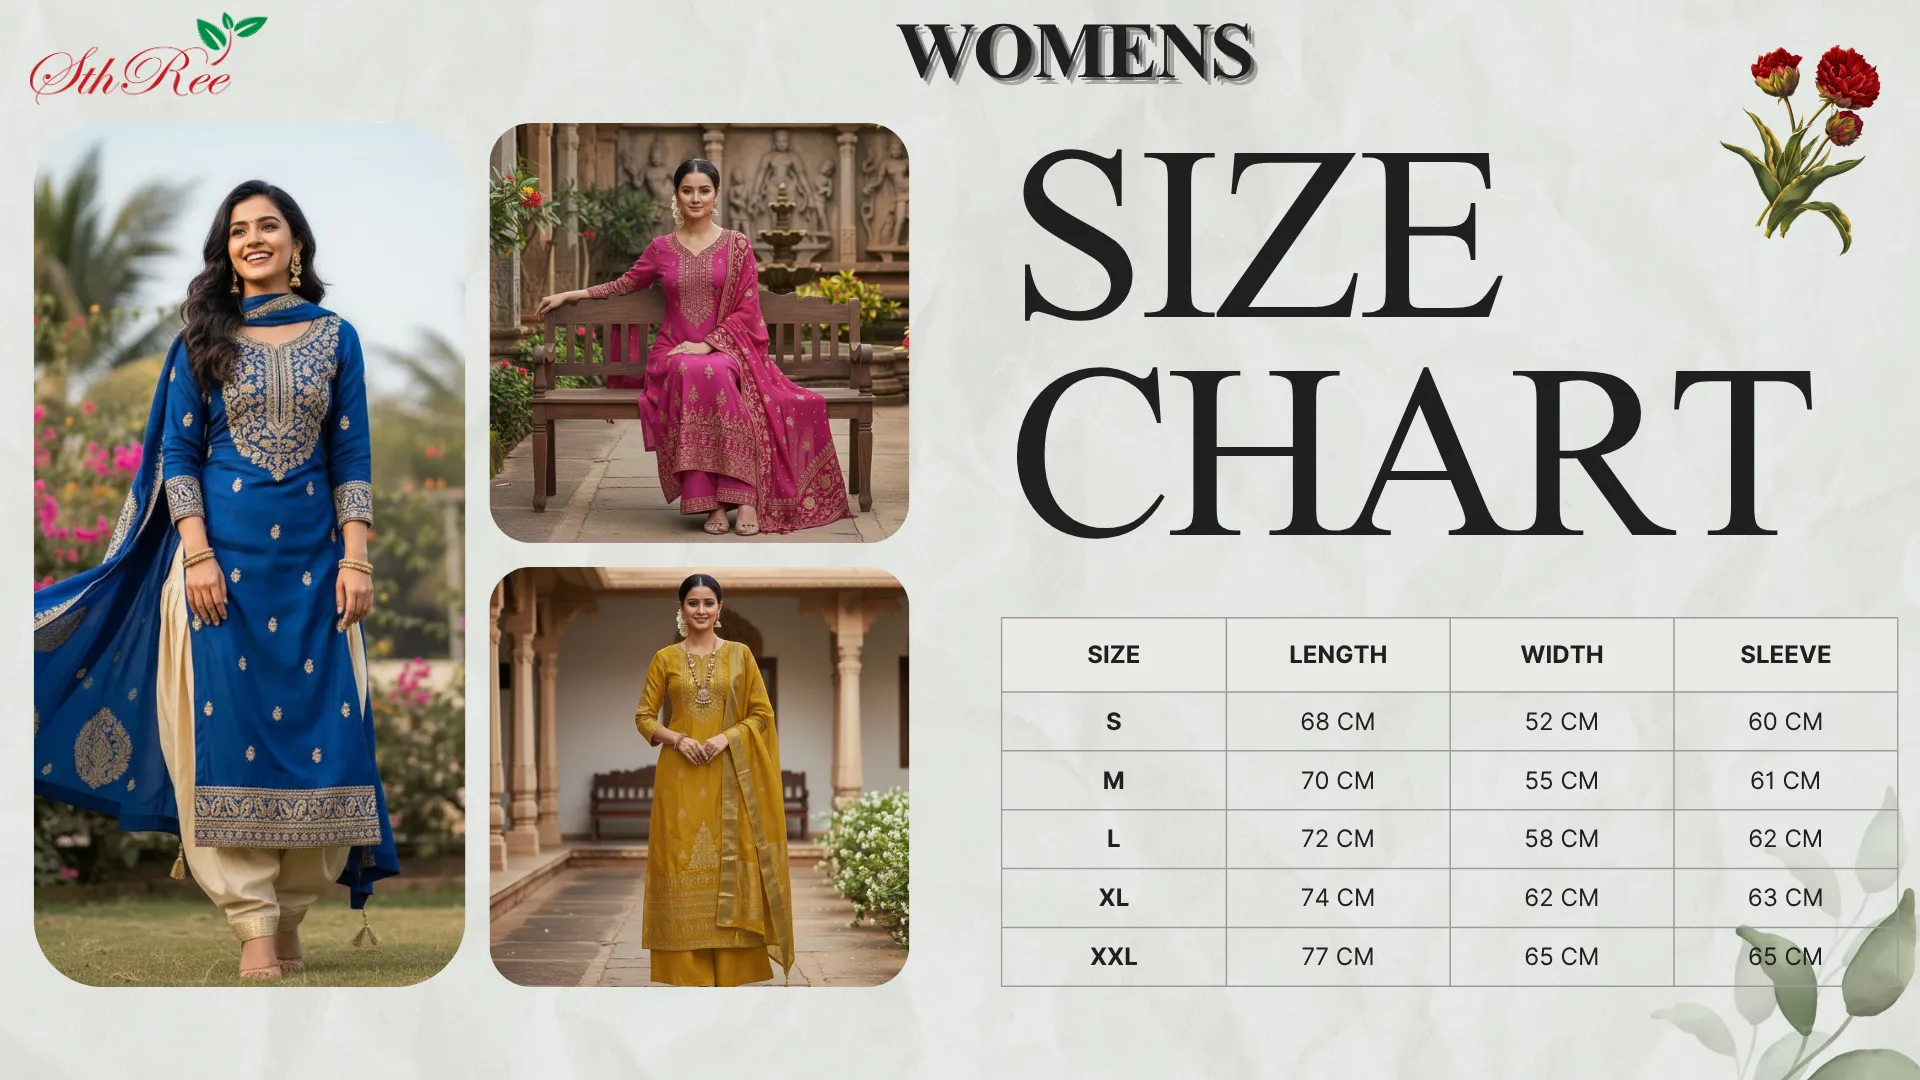 Sth Ree
WOMENS
SIZE
CHART
SIZE LENGTH WIDTH SLEEVE
S 68 CM 52 CM 60 CM
M 70 CM 55 CM 61 CM
L 72 CM 58 CM 62 CM
XL 74 CM 62 CM 63 CM
XXL 77 CM 65 CM 65 CM